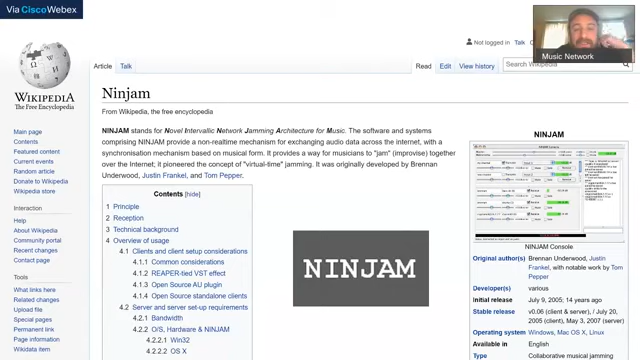 Via Cisco Webex
Not logged in Talk C
Music Network
Article Talk
Read Edit View history
Search Wikipedia
WIKIPEDIA
The Free Encyclopedia
Ninjam
From Wikipedia, the free encyclopedia
Main page
Contents
Featured content
Current events
Random article
Donate to Wikipedia
Wikipedia store
Interaction
Help
About Wikipedia
Community portal
Recent changes
Contact page
Tools
What links here
Related changes
Upload file
Special pages
Permanent link
Page information
Wikidata item
NINJAM stands for Novel Intervallic Network Jamming Architecture for Music. The software and systems
comprising NINJAM provide a non-realtime mechanism for exchanging audio data across the internet, with
a synchronisation mechanism based on musical form. It provides a way for musicians to "jam" (improvise) together
over the Internet; it pioneered the concept of "virtual-time" jamming. It was originally developed by Brennan
Underwood, Justin Frankel, and Tom Pepper.
Contents [hide]
1 Principle
2 Reception
3 Technical background
4 Overview of usage
4.1 Clients and client setup considerations
4.1.1 Common considerations
4.1.2 REAPER-tied VST effect
4.1.3 Open Source AU plugin
4.1.4 Open Source standalone clients
4.2 Server and server set-up requirements
4.2.1 Bandwidth
4.2.2 O/S, Hardware & NINJAM
4.2.2.1 Win32
4.2.2.2 OS X
NINJAM
NINJAM
NINJAM Console
Original author(s) Brennan Underwood, Justin
Frankel, with notable work by Tom
Pepper
Developer(s) various
Initial release July 9, 2005; 14 years ago
Stable release v0.06 (client & server) / July 20,
2005 (client), May 3, 2007 (server)
Operating system Windows, Mac OS X, Linux
Available in English
Type Collaborative musical jamming